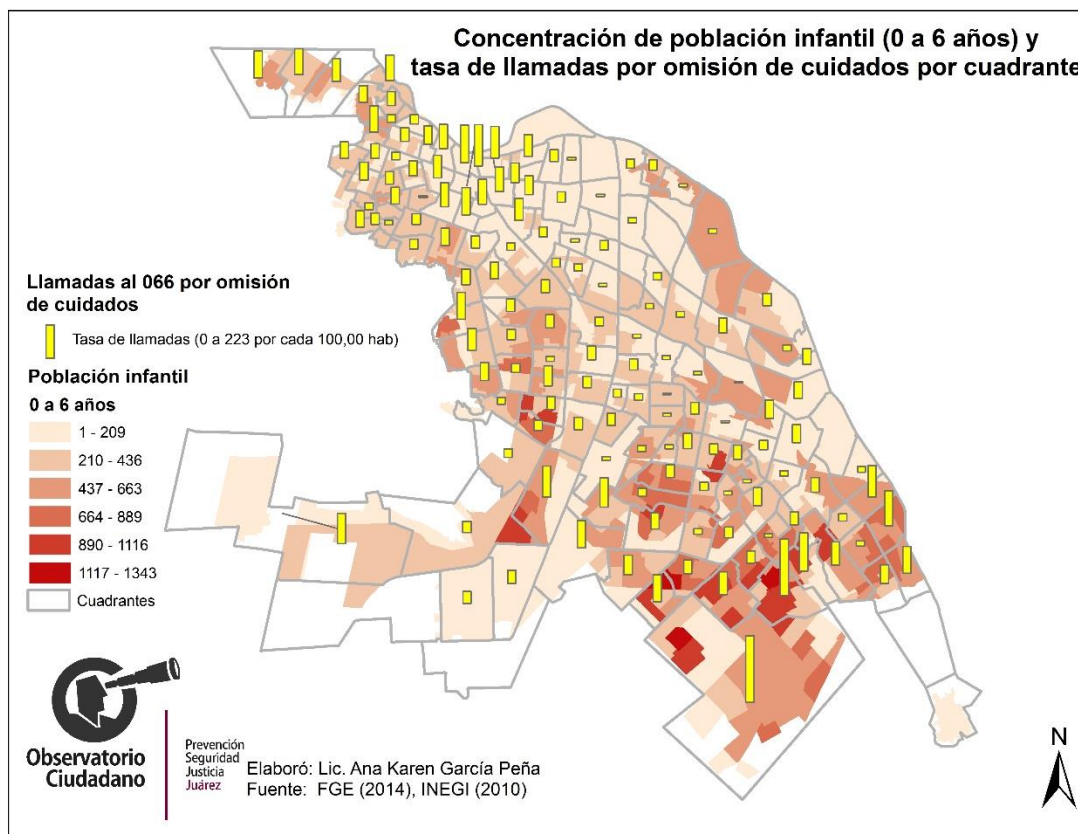 Concentración de población infantil (0 a 6 años) y
tasa de llamadas por omisión de cuidados por cuadrante
Llamadas al 066 por omisión
de cuidados
Tasa de llamadas (0 a 223 por cada 100,00 hab)
Población infantil
0 a 6 años
1 - 209
210 - 436
437 - 663
664 - 889
890 - 1116
1117 - 1343
Cuadrantes
Observatorio
Ciudadano
Prevención
Seguridad
Justicia
Juárez
Elaboró: Lic. Ana Karen García Peña
Fuente: FGE (2014), INEGI (2010)
N